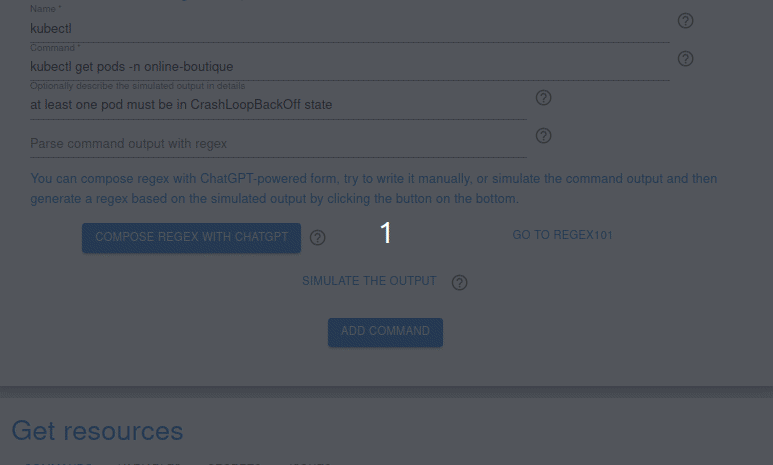 Name *
kubectl
Command *
kubectl get pods -n online-boutique
Optionally describe the simulated output in details
at least one pod must be in CrashLoopBackOff state
Parse command output with regex
You can compose regex with ChatGPT-powered form, try to write it manually, or simulate the command output and then
generate a regex based on the simulated output by clicking the button on the bottom.
COMPOSE REGEX WITH CHATGPT
1
GO TO REGEX101
SIMULATE THE OUTPUT
ADD COMMAND
Get resources